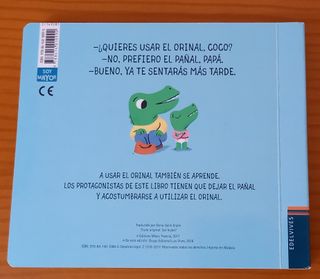 –¿QUIERES USAR EL ORINAL, COCO?
–NO, PREFIERO EL PAÑAL, PAPÁ.
–BUENO, YA TE SENTARÁS MÁS TARDE.
A USAR EL ORINAL TAMBIÉN SE APRENDE.
LOS PROTAGONISTAS DE ESTE LIBRO TIENEN QUE DEJAR EL PAÑAL
Y ACOSTUMBRARSE A UTILIZAR EL ORINAL.
SOY
MAYOR
CE
EDELVIVES